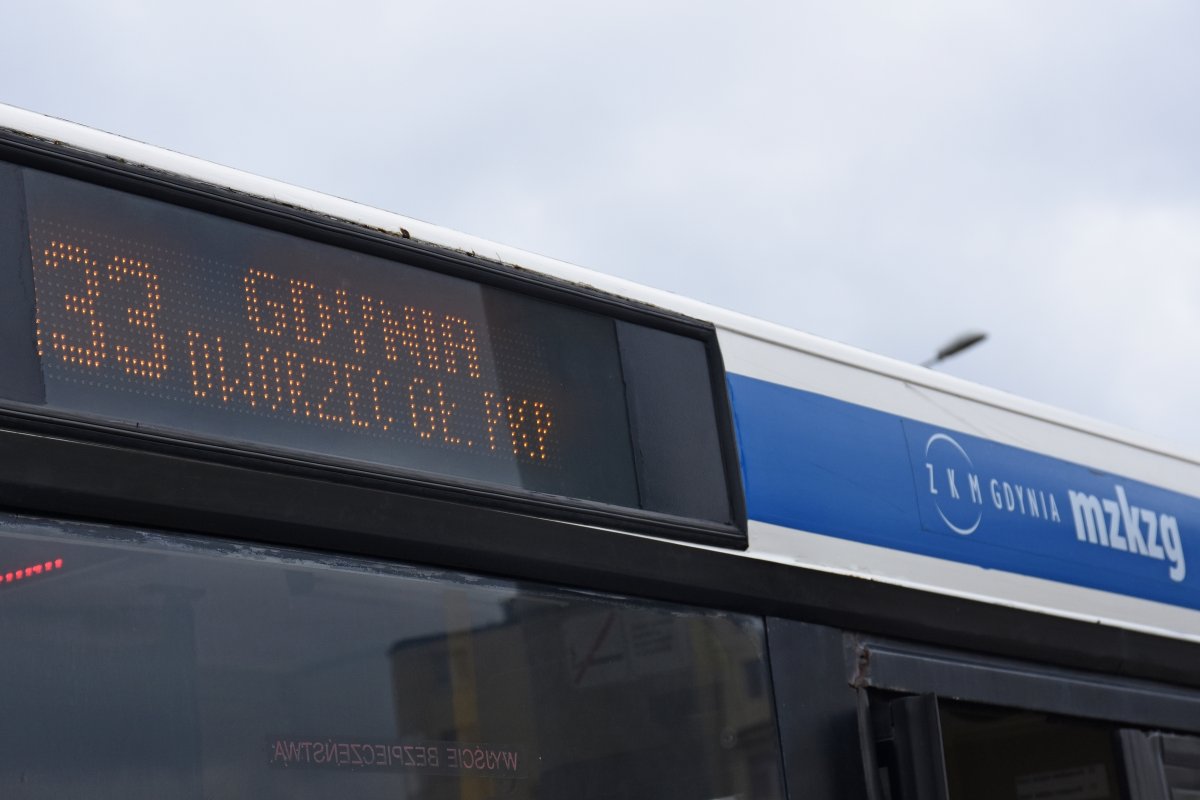 33 GDYNIA
DWORZEC GŁ. PKP
ZKM GDYNIA mzkzg
WYJŚCIE BEZPIECZEŃSTWA